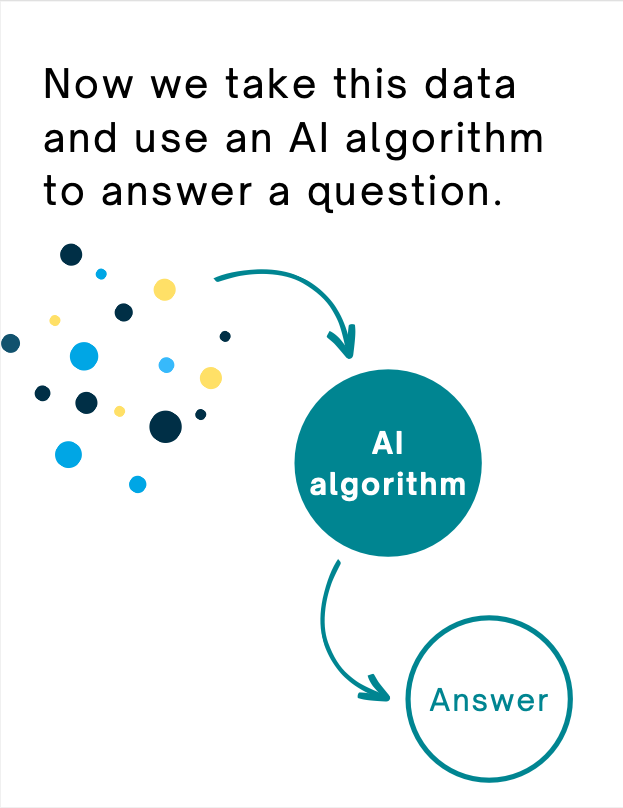 Now we take this data
and use an AI algorithm
to answer a question.
AI
algorithm
Answer